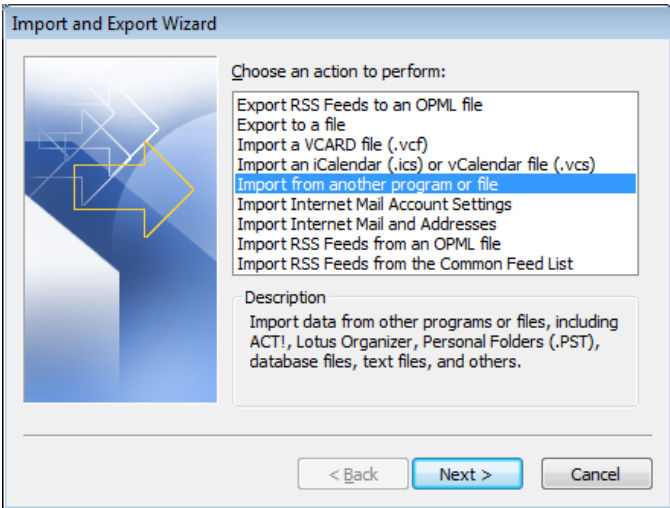 Import and Export Wizard
Choose an action to perform:
Export RSS Feeds to an OPML file
Export to a file
Import a VCARD file (.vcf)
Import an iCalendar (.ics) or vCalendar file (.vcs)
Import from another program or file
Import Internet Mail Account Settings
Import Internet Mail and Addresses
Import RSS Feeds from an OPML file
Import RSS Feeds from the Common Feed List
Description
Import data from other programs or files, including
ACT!, Lotus Organizer, Personal Folders (.PST),
database files, text files, and others.
< Back Next > Cancel